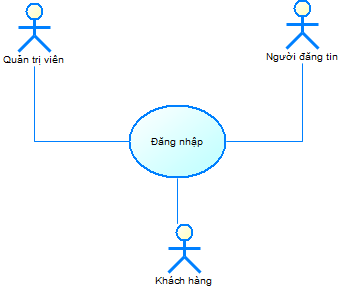 Quản trị viên
Người đăng tin
Đăng nhập
Khách hàng